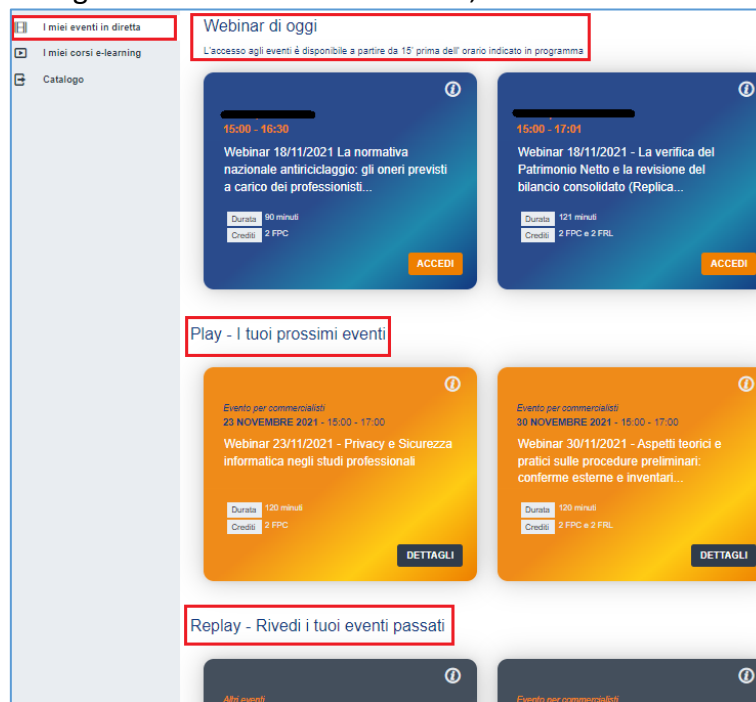 I miei eventi in diretta
I miei corsi e-learning
Catalogo
Webinar di oggi
L'accesso agli eventi è disponibile a partire da 15' prima dell' orario indicato in programma
15:00 - 16:30
Webinar 18/11/2021 La normativa
nazionale antiriciclaggio: gli oneri previsti
a carico dei professionisti...
Durata 90 minuti
Crediti 2 FPC
ACCEDI
15:00 - 17:01
Webinar 18/11/2021 - La verifica del
Patrimonio Netto e la revisione del
bilancio consolidato (Replica...
Durata 121 minuti
Crediti 2 FPC e 2 FRL
ACCEDI
Play - I tuoi prossimi eventi
Evento per commercialisti
23 NOVEMBRE 2021 - 15:00 - 17:00
Webinar 23/11/2021 - Privacy e Sicurezza
informatica negli studi professionali
Durata 120 minuti
Crediti 2 FPC
DETTAGLI
Evento per commercialisti
30 NOVEMBRE 2021 - 15:00 - 17:00
Webinar 30/11/2021 - Aspetti teorici e
pratici sulle procedure preliminari:
conferme esterne e inventari...
Durata 120 minuti
Crediti 2 FPC e 2 FRL
DETTAGLI
Replay - Rivedi i tuoi eventi passati
Altri eventi
Evento per commercialisti